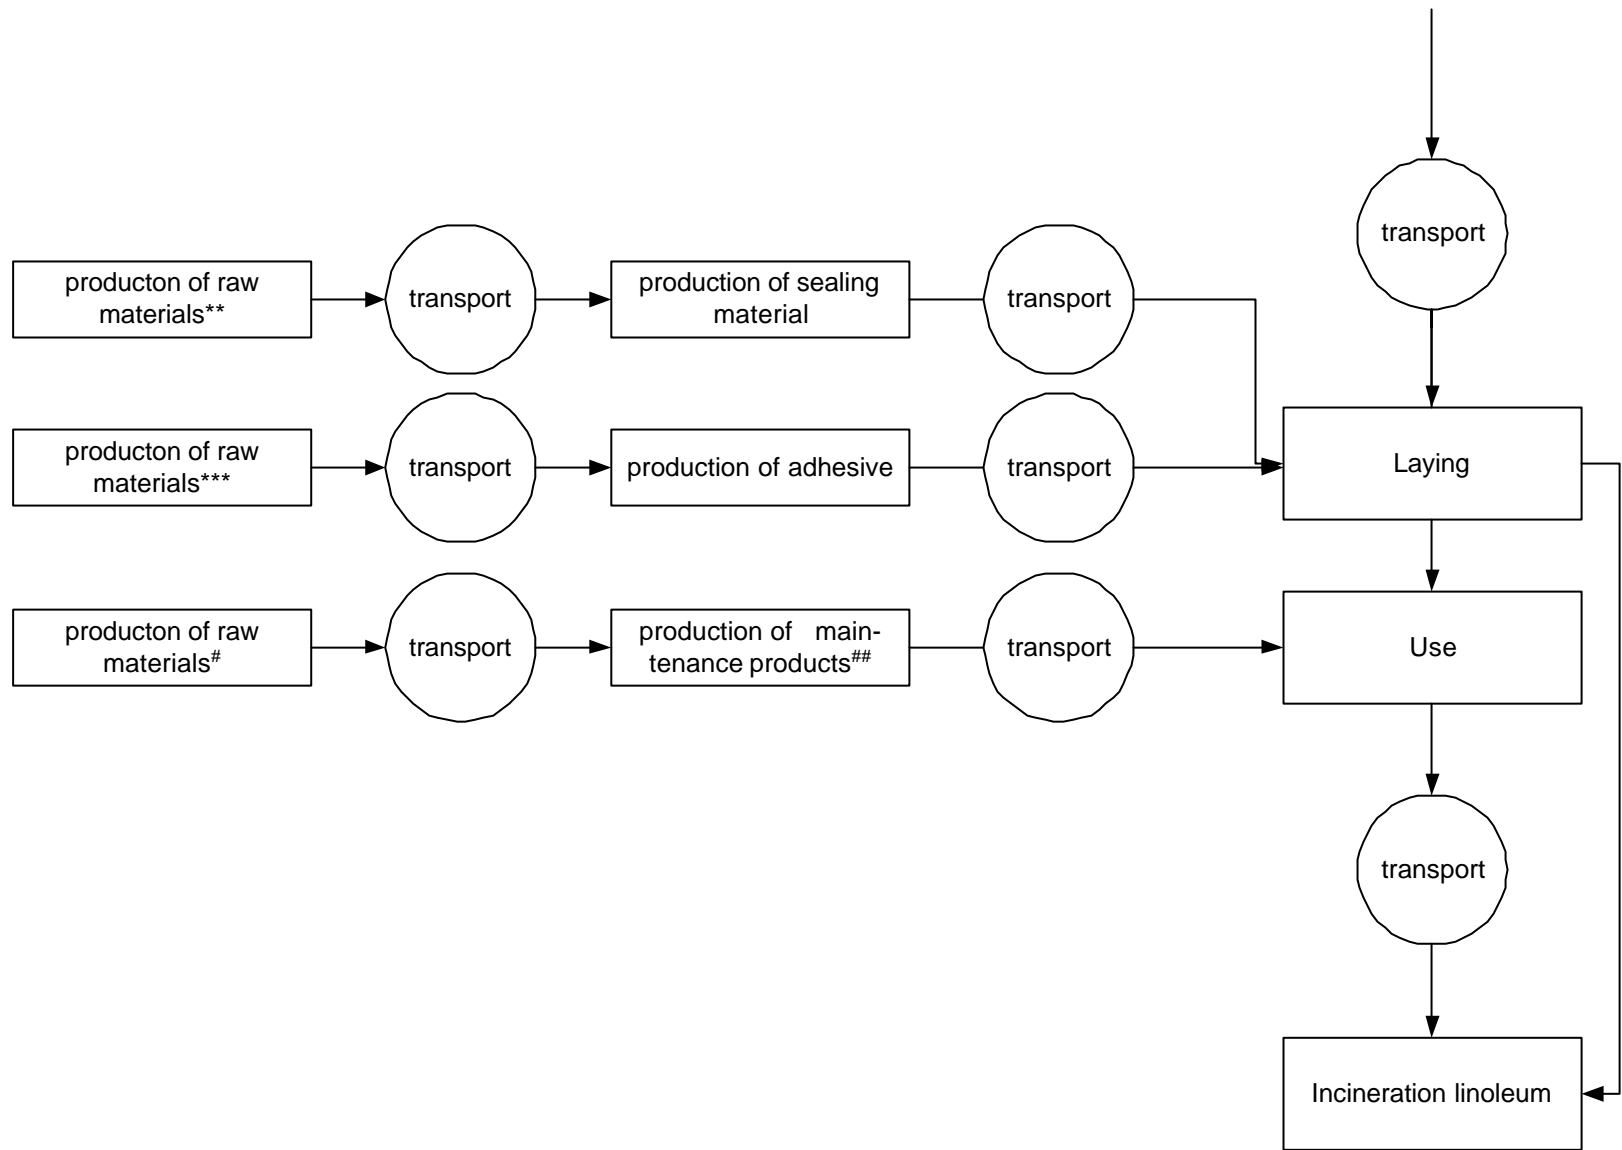 transport
producton of raw
materials**
transport
production of sealing
material
transport
producton of raw
materials***
transport
production of adhesive
transport
Laying
producton of raw
materials#
transport
production of main-
tenance products##
transport
Use
transport
Incineration linoleum